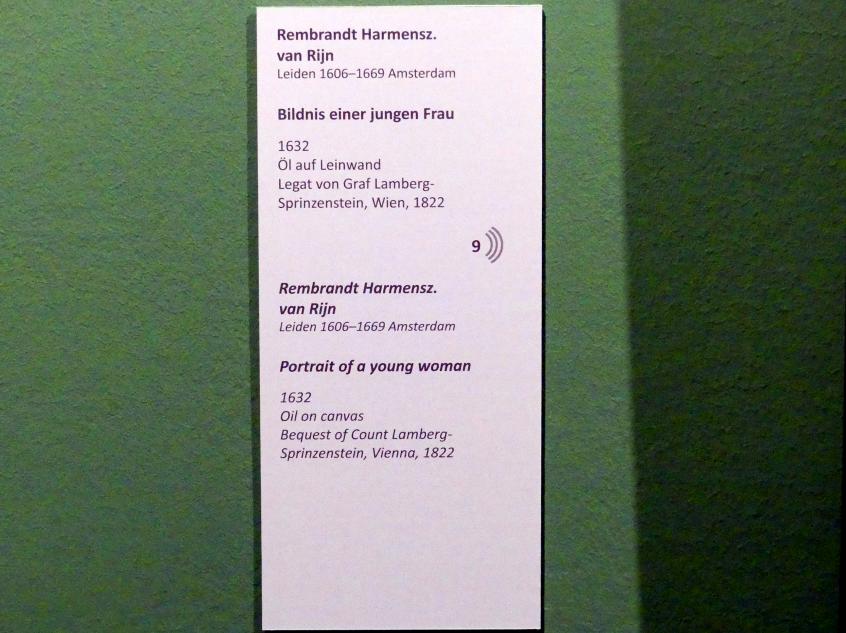 Rembrandt Harmensz.
van Rijn
Leiden 1606–1669 Amsterdam
Bildnis einer jungen Frau
1632
Öl auf Leinwand
Legat von Graf Lamberg-
Sprinzenstein, Wien, 1822
9
Rembrandt Harmensz.
van Rijn
Leiden 1606–1669 Amsterdam
Portrait of a young woman
1632
Oil on canvas
Bequest of Count Lamberg-
Sprinzenstein, Vienna, 1822